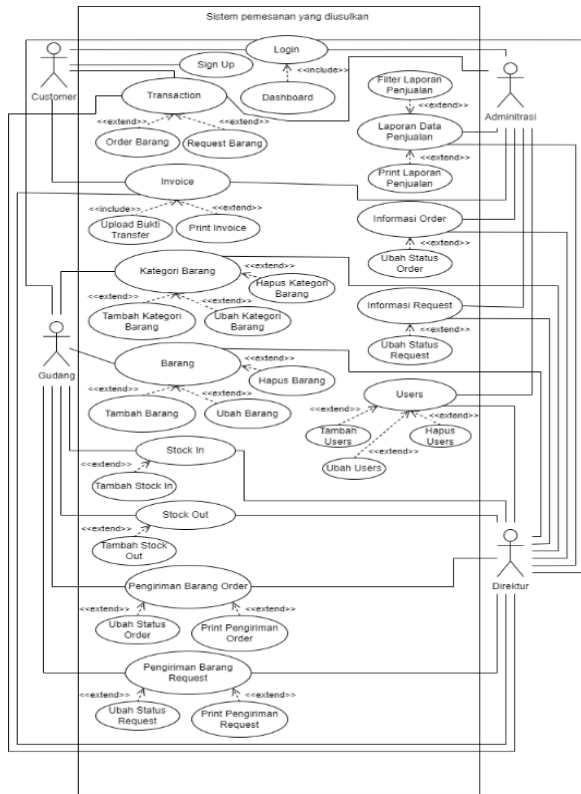 Sistem pemesanan yang diusulkan
Login
Sign Up
<<include>>
Dashboard
Customer
Transaction
<<extend>>
<<extend>>
Order Barang
Request Barang
Filter Laporan
Penjualan
<<extend>>
Laporan Data
Penjualan
<<extend>>
Print Laporan
Penjualan
Adminitrasi
Invoice
<<include>>
<<extend>>
Upload Bukti
Transfer
Print Invoice
Informasi Order
<<extend>>
Ubah Status
Order
Kategori Barang
<<extend>>
Hapus Kategori
Barang
<<extend>>
<<extend>>
Tambah Kategori
Barang
Ubah Kategori
Barang
Informasi Request
<<extend>>
Ubah Status
Request
Gudang
Barang
<<extend>>
Hapus Barang
<<extend>>
<<extend>>
Tambah Barang
Ubah Barang
Users
<<extend>>
<<extend>>
Tambah
Users
Hapus
Users
<<extend>>
Ubah Users
Stock In
<<extend>>
Tambah Stock In
Stock Out
<<extend>>
Tambah Stock
Out
Direktur
Pengiriman Barang Order
<<extend>>
<<extend>>
Ubah Status
Order
Print Pengiriman
Order
Pengiriman Barang
Request
<<extend>>
<<extend>>
Ubah Status
Request
Print Pengiriman
Request